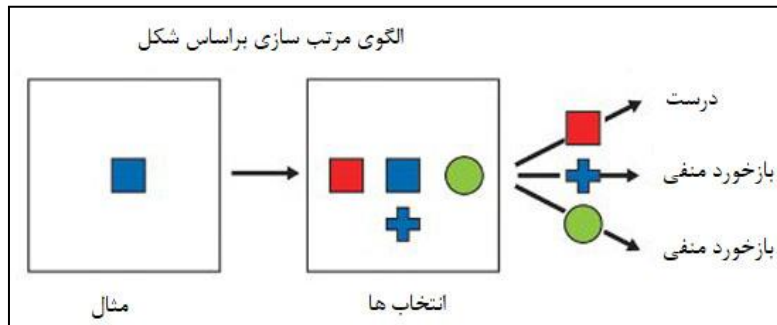 الگوی مرتب سازی براساس شکل
درست
بازخورد منفی
بازخورد منفی
انتخاب ها
مثال